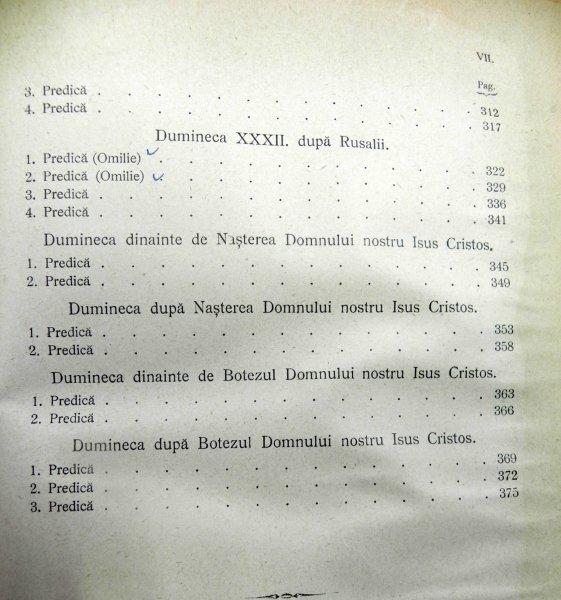 VII.
Pag.
3. Predică . . . . . . . . . . . . . 312
4. Predică . . . . . . . . . . . . . 317
Dumineca XXXII. după Rusalii.
1. Predică (Omilie) . . . . . . . . . . . 322
2. Predică (Omilie) . . . . . . . . . . . 329
3. Predică . . . . . . . . . . . . . 336
4. Predică . . . . . . . . . . . . . 341
Dumineca dinainte de Nașterea Domnului nostru Isus Cristos.
1. Predică . . . . . . . . . . . . . 345
2. Predică . . . . . . . . . . . . . 349
Dumineca după Nașterea Domnului nostru Isus Cristos.
1. Predică . . . . . . . . . . . . . 353
2. Predică . . . . . . . . . . . . . 358
Dumineca dinainte de Botezul Domnului nostru Isus Cristos.
1. Predică . . . . . . . . . . . . . 363
2. Predică . . . . . . . . . . . . . 366
Dumineca după Botezul Domnului nostru Isus Cristos.
1. Predică . . . . . . . . . . . . . 369
2. Predică . . . . . . . . . . . . . 372
3. Predică . . . . . . . . . . . . . 375